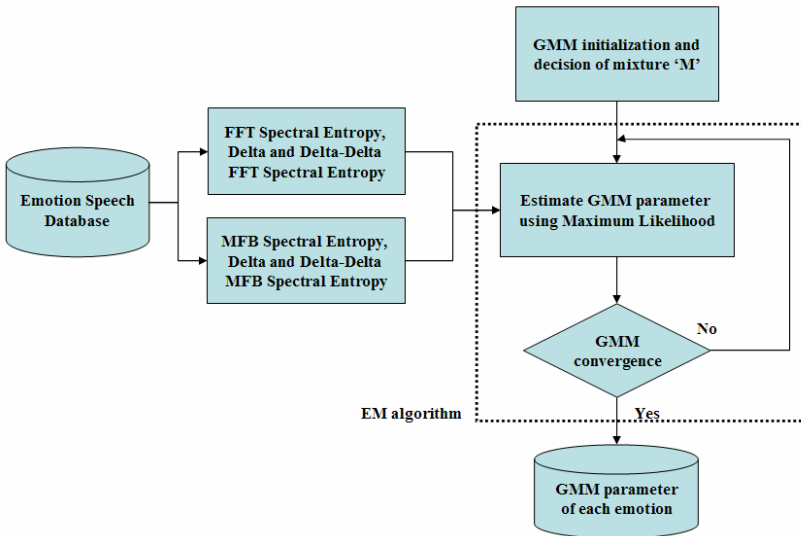 GMM initialization and
decision of mixture ‘M’
FFT Spectral Entropy,
Delta and Delta-Delta
FFT Spectral Entropy
Emotion Speech
Database
MFB Spectral Entropy,
Delta and Delta-Delta
MFB Spectral Entropy
Estimate GMM parameter
using Maximum Likelihood
GMM
convergence
No
EM algorithm
Yes
GMM parameter
of each emotion